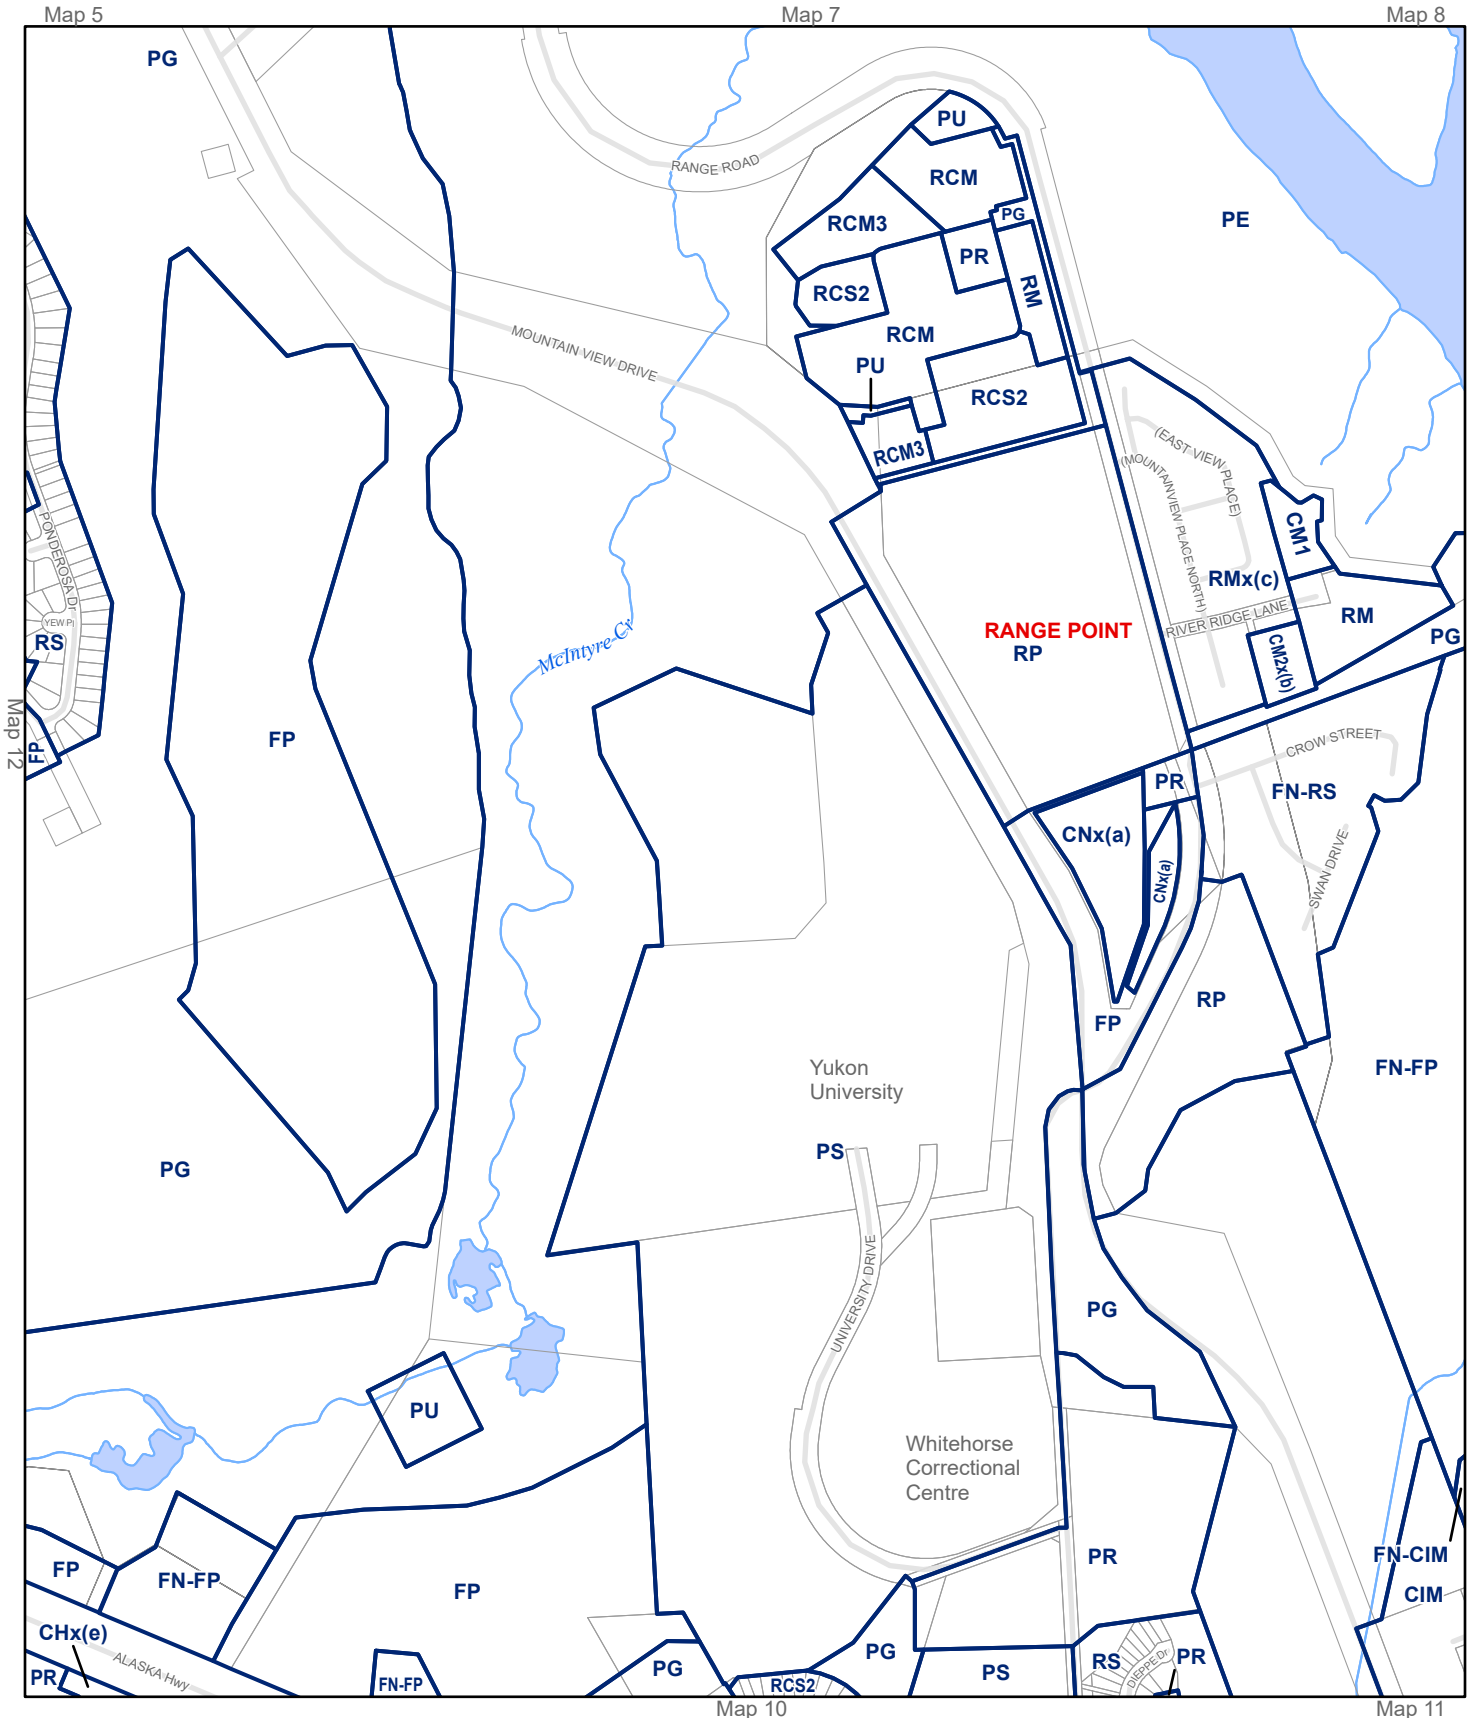 Map 5
Map 7
Map 8
PG
PU
RANGE ROAD
RCM
PG
RCM3
PE
PR
RCS2
RM
RCM
MOUNTAIN VIEW DRIVE
PU
RCS2
(EAST VIEW PLACE)
RCM3
(MOUNTAINVIEW PLACE NORTH)
CM1
PONDEROSA Dr
RMx(c)
RIVER RIDGE LANE
RM
YEW Pl
RS
RANGE POINT
RP
PG
McIntyre Cr
CM2x(b)
Map 12
FP
FP
CROW STREET
PR
FN-RS
CNx(a)
CNx(a)
SWAN DRIVE
RP
FP
Yukon
University
FN-FP
PS
PG
UNIVERSITY DRIVE
PG
PU
Whitehorse
Correctional
Centre
FN-CIM
PR
FP
FN-FP
FP
CIM
CHx(e)
PG
PR
RS
DIEPPE Dr
PG
PS
ALASKA Hwy
PR
FN-FP
RCS2
Map 10
Map 11